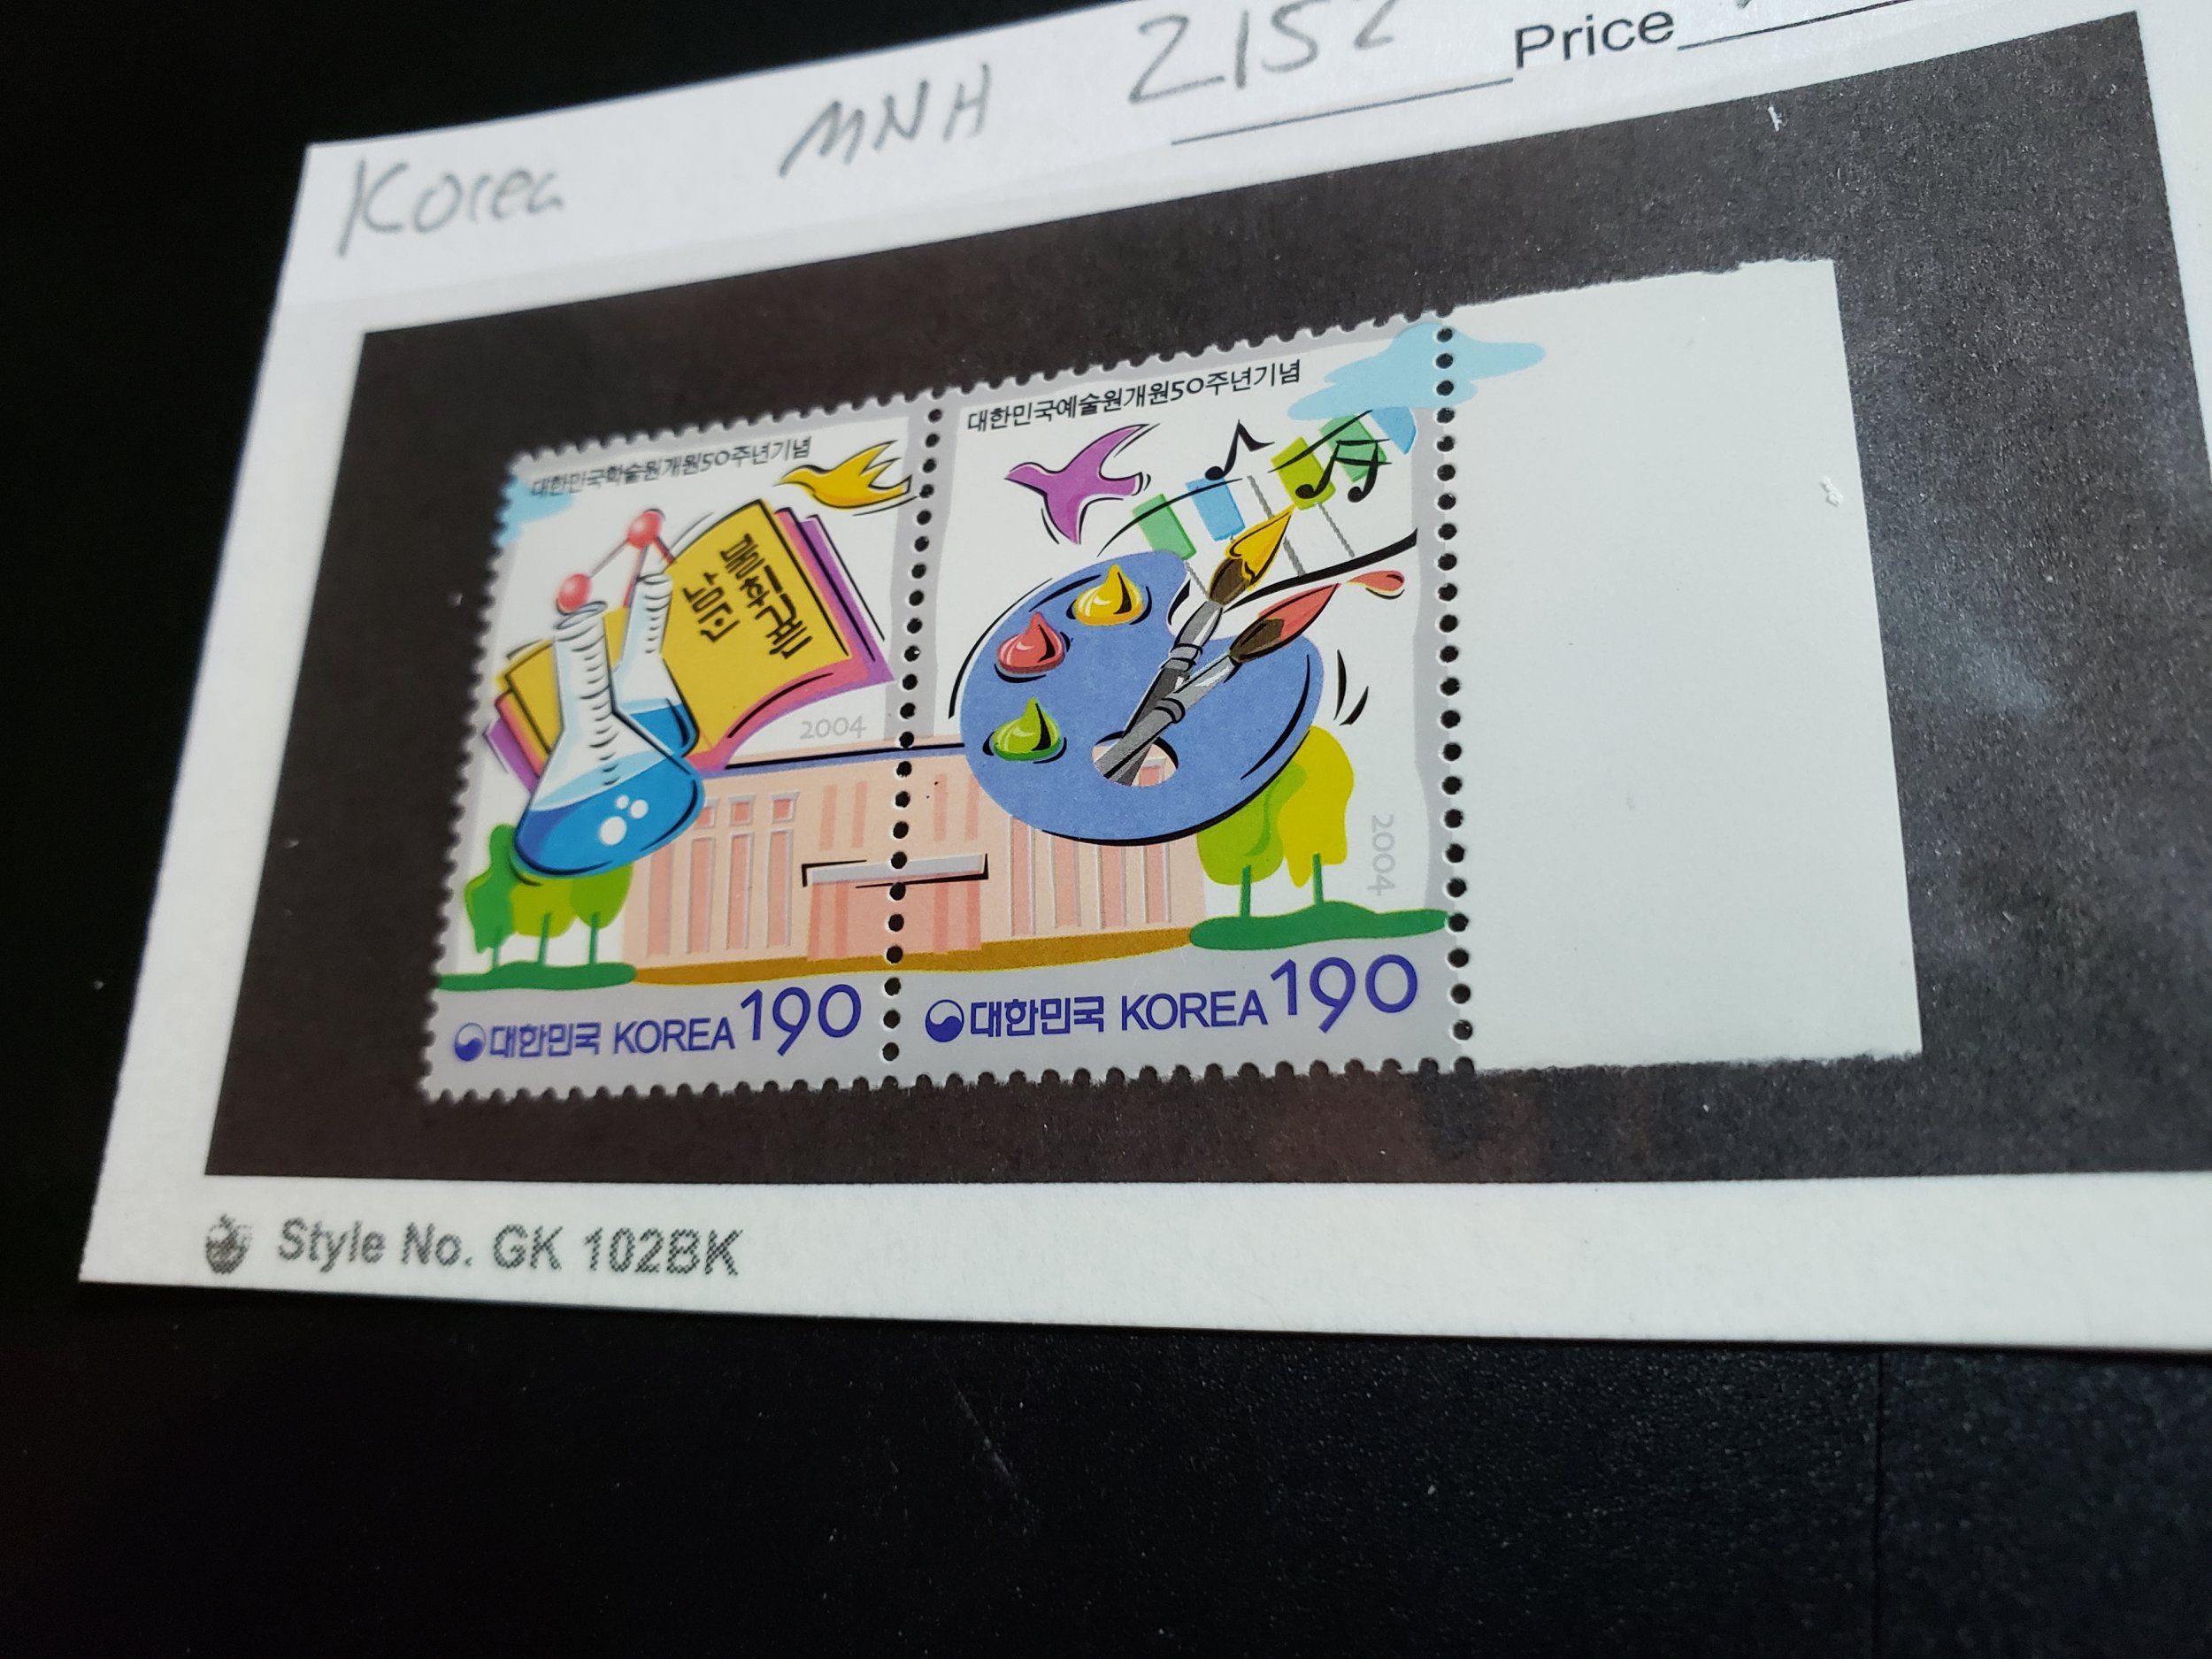 Korea MNH 2152 Price
대한민국학술원개원50주년기념
2004
대한민국 KOREA 190
대한민국예술원개원50주년기념
2004
대한민국 KOREA 190
Style No. GK 102BK